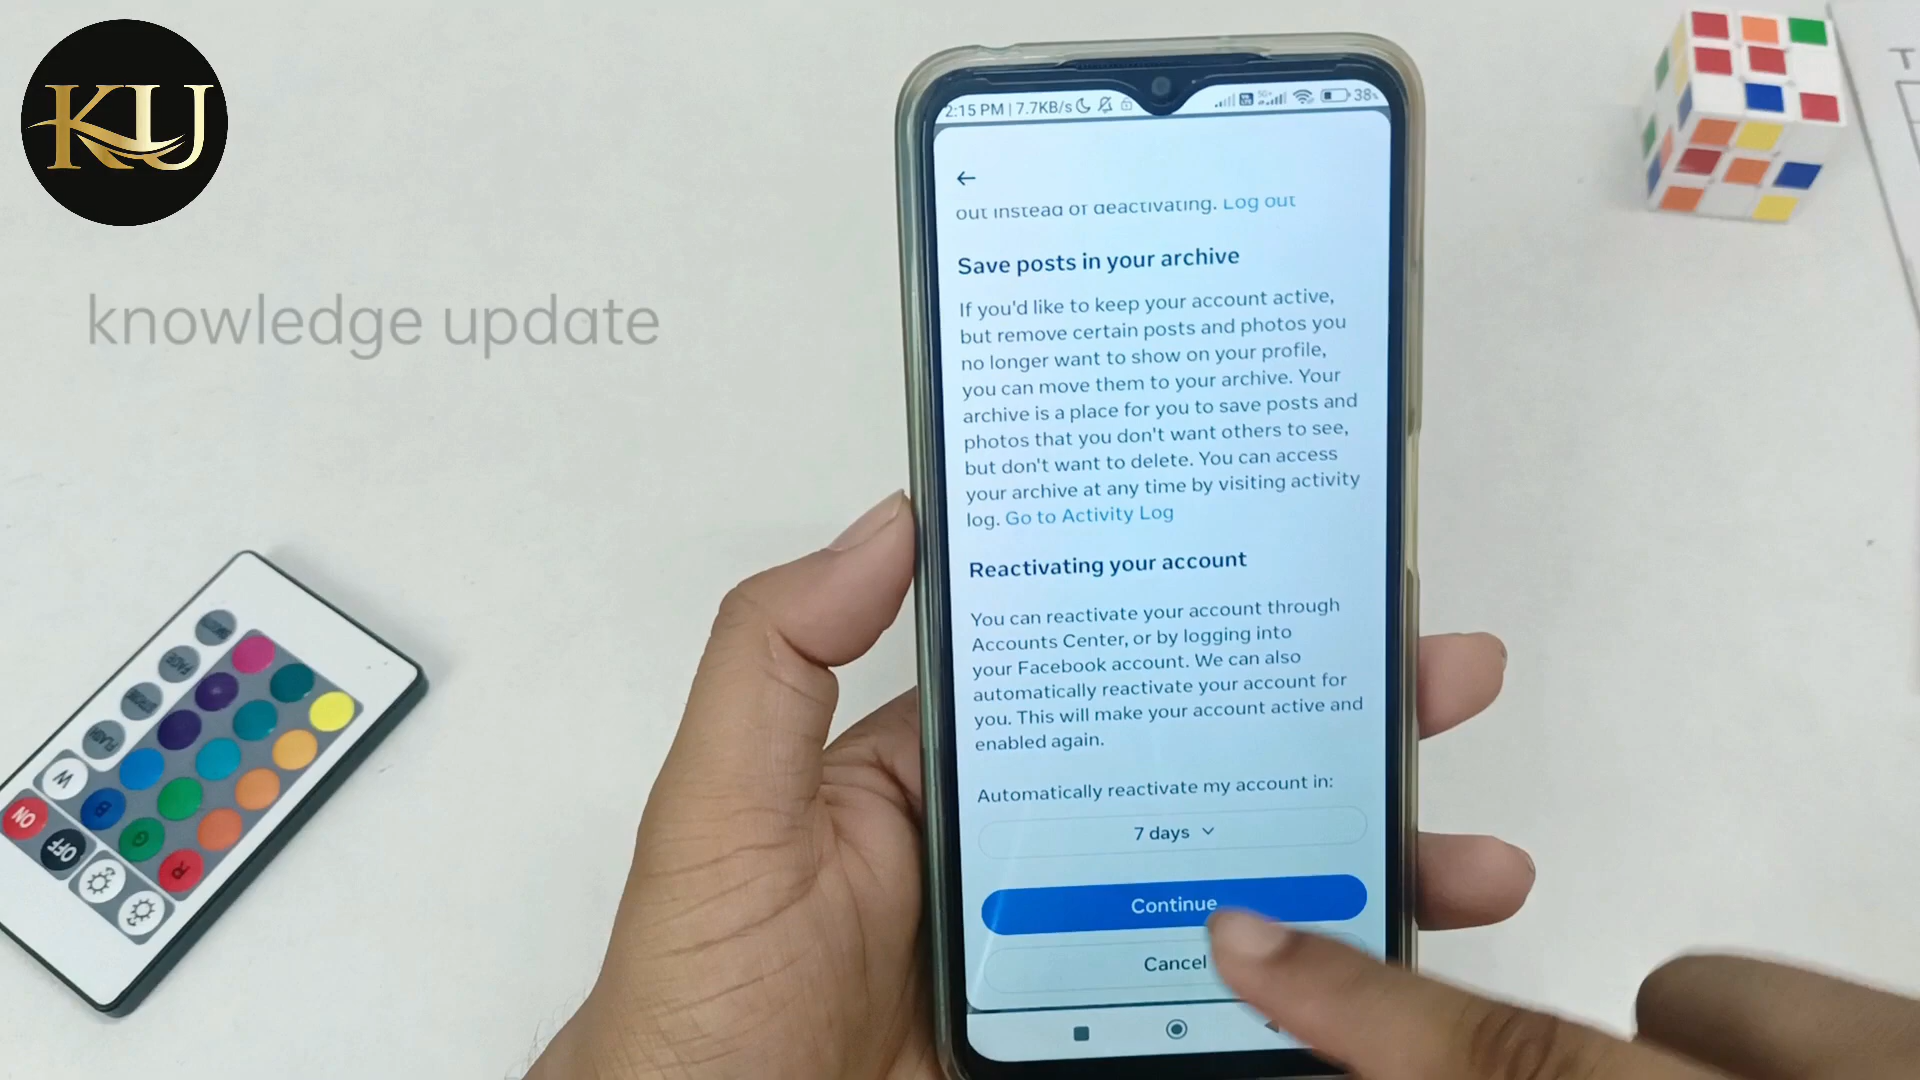 KU
knowledge update
2:15 PM | 7.7KB/s
5G+
38%
out instead of deactivating. Log out
Save posts in your archive
If you'd like to keep your account active,
but remove certain posts and photos you
no longer want to show on your profile,
you can move them to your archive. Your
archive is a place for you to save posts and
photos that you don't want others to see,
but don't want to delete. You can access
your archive at any time by visiting activity
log. Go to Activity Log
Reactivating your account
You can reactivate your account through
Accounts Center, or by logging into
your Facebook account. We can also
automatically reactivate your account for
you. This will make your account active and
enabled again.
Automatically reactivate my account in:
7 days
Continue
Cancel
FADE
FLASH
W
B
G
R
ON
OFF
T